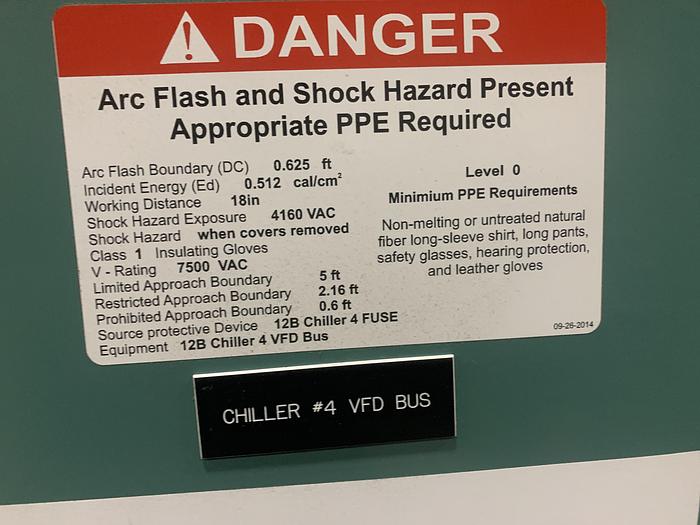 DANGER
Arc Flash and Shock Hazard Present
Appropriate PPE Required
Arc Flash Boundary (DC) 0.625 ft
Incident Energy (Ed) 0.512 cal/cm²
Working Distance 18in
Shock Hazard Exposure 4160 VAC
Shock Hazard when covers removed
Class 1 Insulating Gloves
V - Rating 7500 VAC
Limited Approach Boundary 5 ft
Restricted Approach Boundary 2.16 ft
Prohibited Approach Boundary 0.6 ft
Source protective Device 12B Chiller 4 FUSE
Equipment 12B Chiller 4 VFD Bus
Level 0
Minimium PPE Requirements
Non-melting or untreated natural
fiber long-sleeve shirt, long pants,
safety glasses, hearing protection,
and leather gloves
09-26-2014
CHILLER #4 VFD BUS